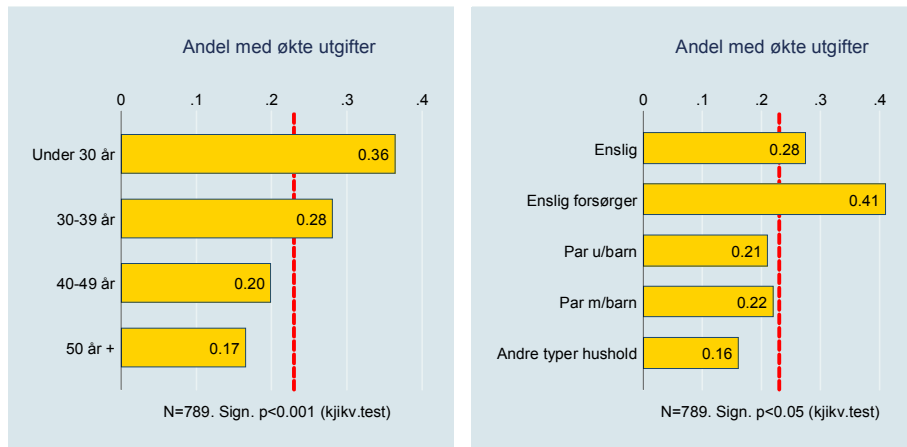 Andel med økte utgifter
0 .1 .2 .3 .4
Under 30 år 0.36
30-39 år 0.28
40-49 år 0.20
50 år + 0.17
N=789. Sign. p<0.001 (kjikv.test)
Andel med økte utgifter
0 .1 .2 .3 .4
Enslig 0.28
Enslig forsørger 0.41
Par u/barn 0.21
Par m/barn 0.22
Andre typer hushold 0.16
N=789. Sign. p<0.05 (kjikv.test)